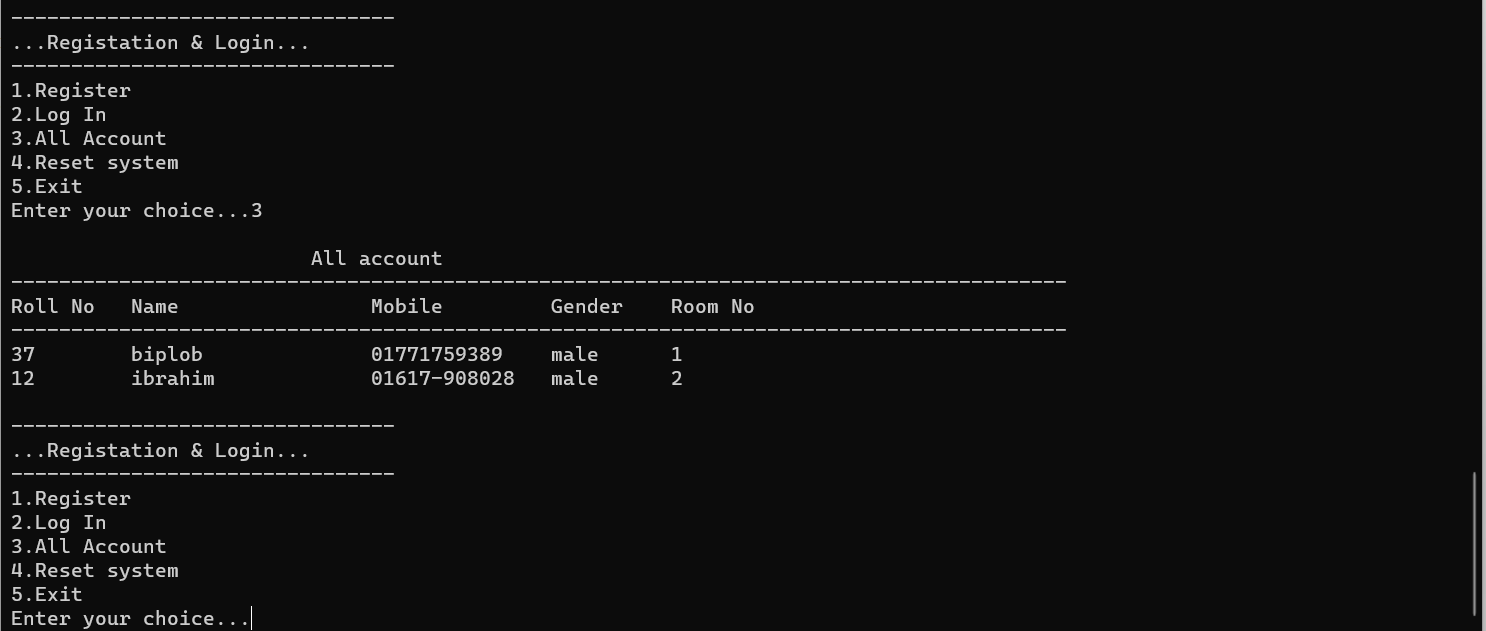 --------------------------------
...Registation & Login...
--------------------------------
1.Register
2.Log In
3.All Account
4.Reset system
5.Exit
Enter your choice...3
All account
----------------------------------------------------------------------------------------
Roll No   Name                Mobile         Gender    Room No
----------------------------------------------------------------------------------------
37        biplob              01771759389    male      1
12        ibrahim             01617-908028   male      2
--------------------------------
...Registation & Login...
--------------------------------
1.Register
2.Log In
3.All Account
4.Reset system
5.Exit
Enter your choice...